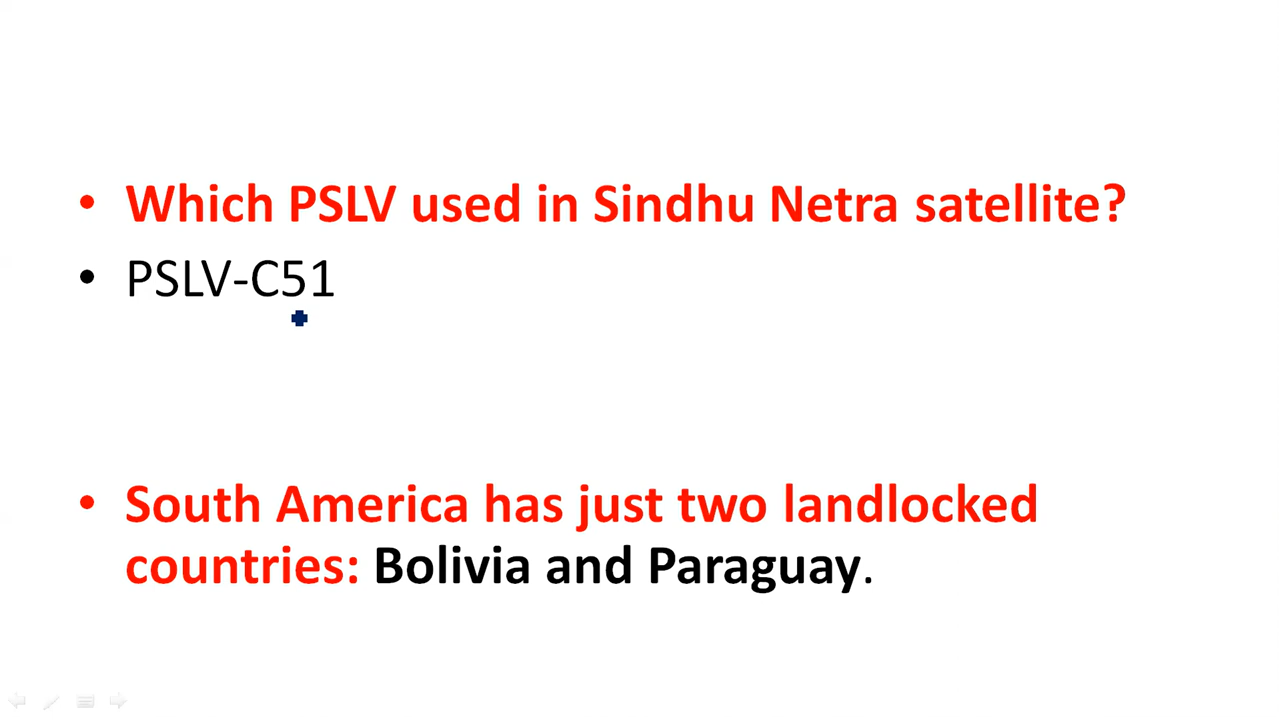 • Which PSLV used in Sindhu Netra satellite?
• PSLV-C51
• South America has just two landlocked
countries: Bolivia and Paraguay.